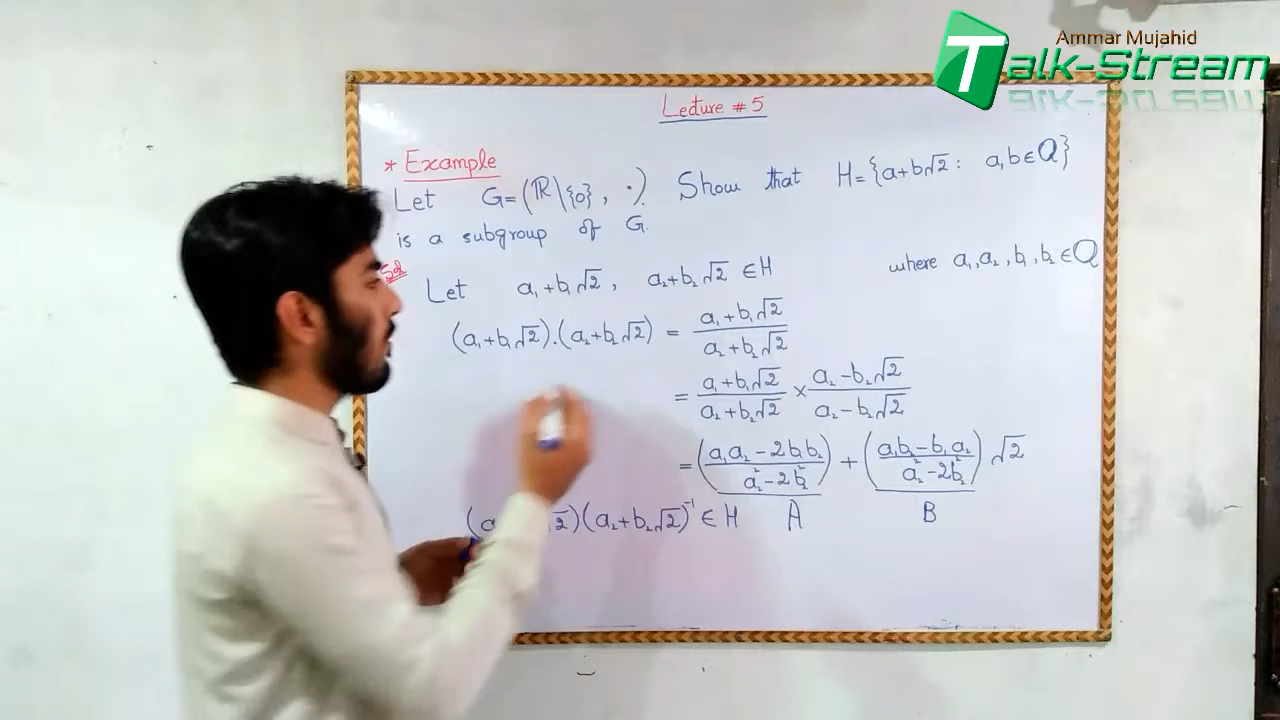 Ammar Mujahid
Talk-Stream
Lecture # 5
* Example
Let G = (ℝ\{0}, ·). Show that H = {a+b√2 : a,b ∈ Q}
is a subgroup of G.
Sol
Let a₁+b₁√2, a₂+b₂√2 ∈ H where a₁,a₂,b₁,b₂ ∈ Q
(a₁+b₁√2).(a₂+b₂√2) = (a₁+b₁√2)/(a₂+b₂√2)
= (a₁+b₁√2)/(a₂+b₂√2) × (a₂−b₂√2)/(a₂−b₂√2)
= ((a₁a₂−2b₁b₂)/(a₂²−2b₂²)) + ((a₁b₂−b₁a₂)/(a₂²−2b₂²)) √2
A B
(a √2)(a₂+b₂√2)⁻¹ ∈ H